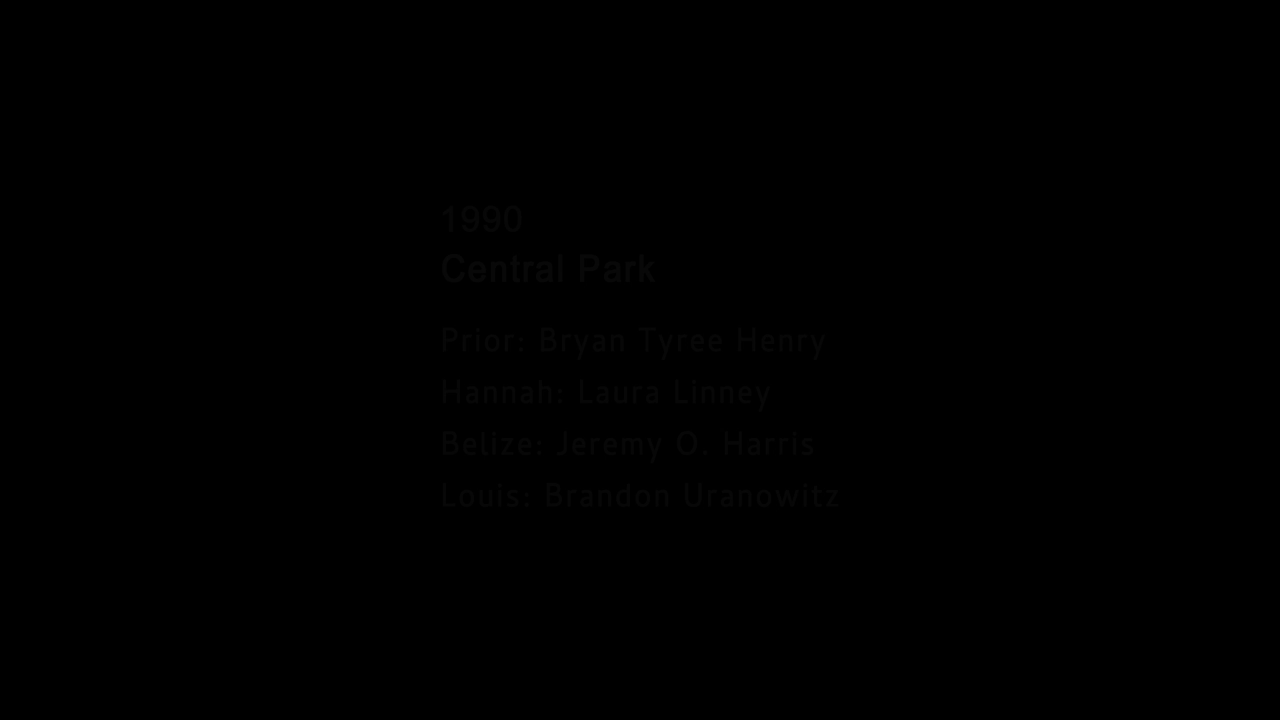 1990
Central Park
Prior: Bryan Tyree Henry
Hannah: Laura Linney
Belize: Jeremy O. Harris
Louis: Brandon Uranowitz